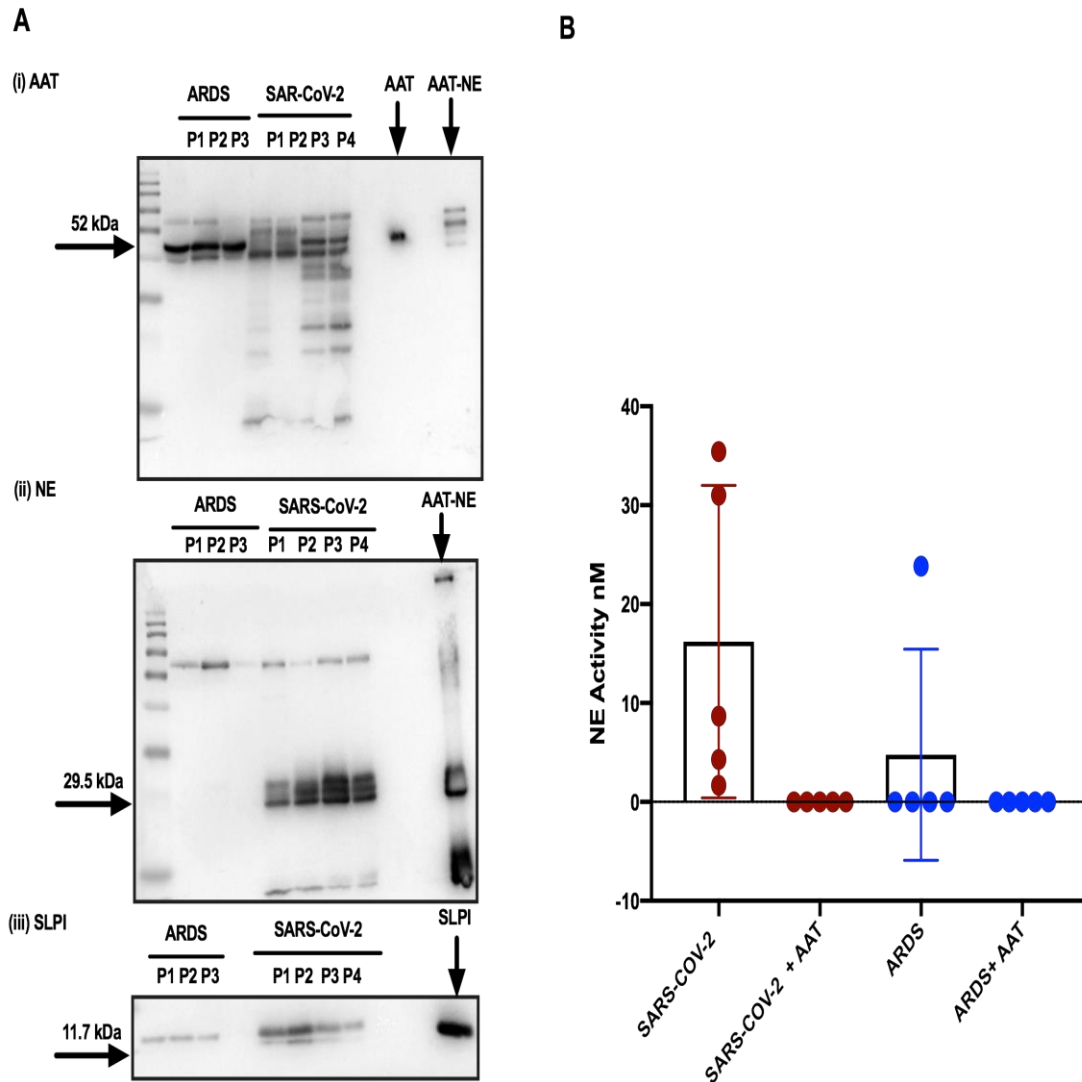 A
(i) AAT
ARDS SAR-CoV-2 AAT AAT-NE
P1 P2 P3 P1 P2 P3 P4
52 kDa
(ii) NE
ARDS SARS-CoV-2 AAT-NE
P1 P2 P3 P1 P2 P3 P4
29.5 kDa
(iii) SLPI
ARDS SARS-CoV-2 SLPI
P1 P2 P3 P1 P2 P3 P4
11.7 kDa
B
40
30
20
10
0
-10
NE Activity nM
SARS-COV-2
SARS-COV-2 + AAT
ARDS
ARDS+ AAT